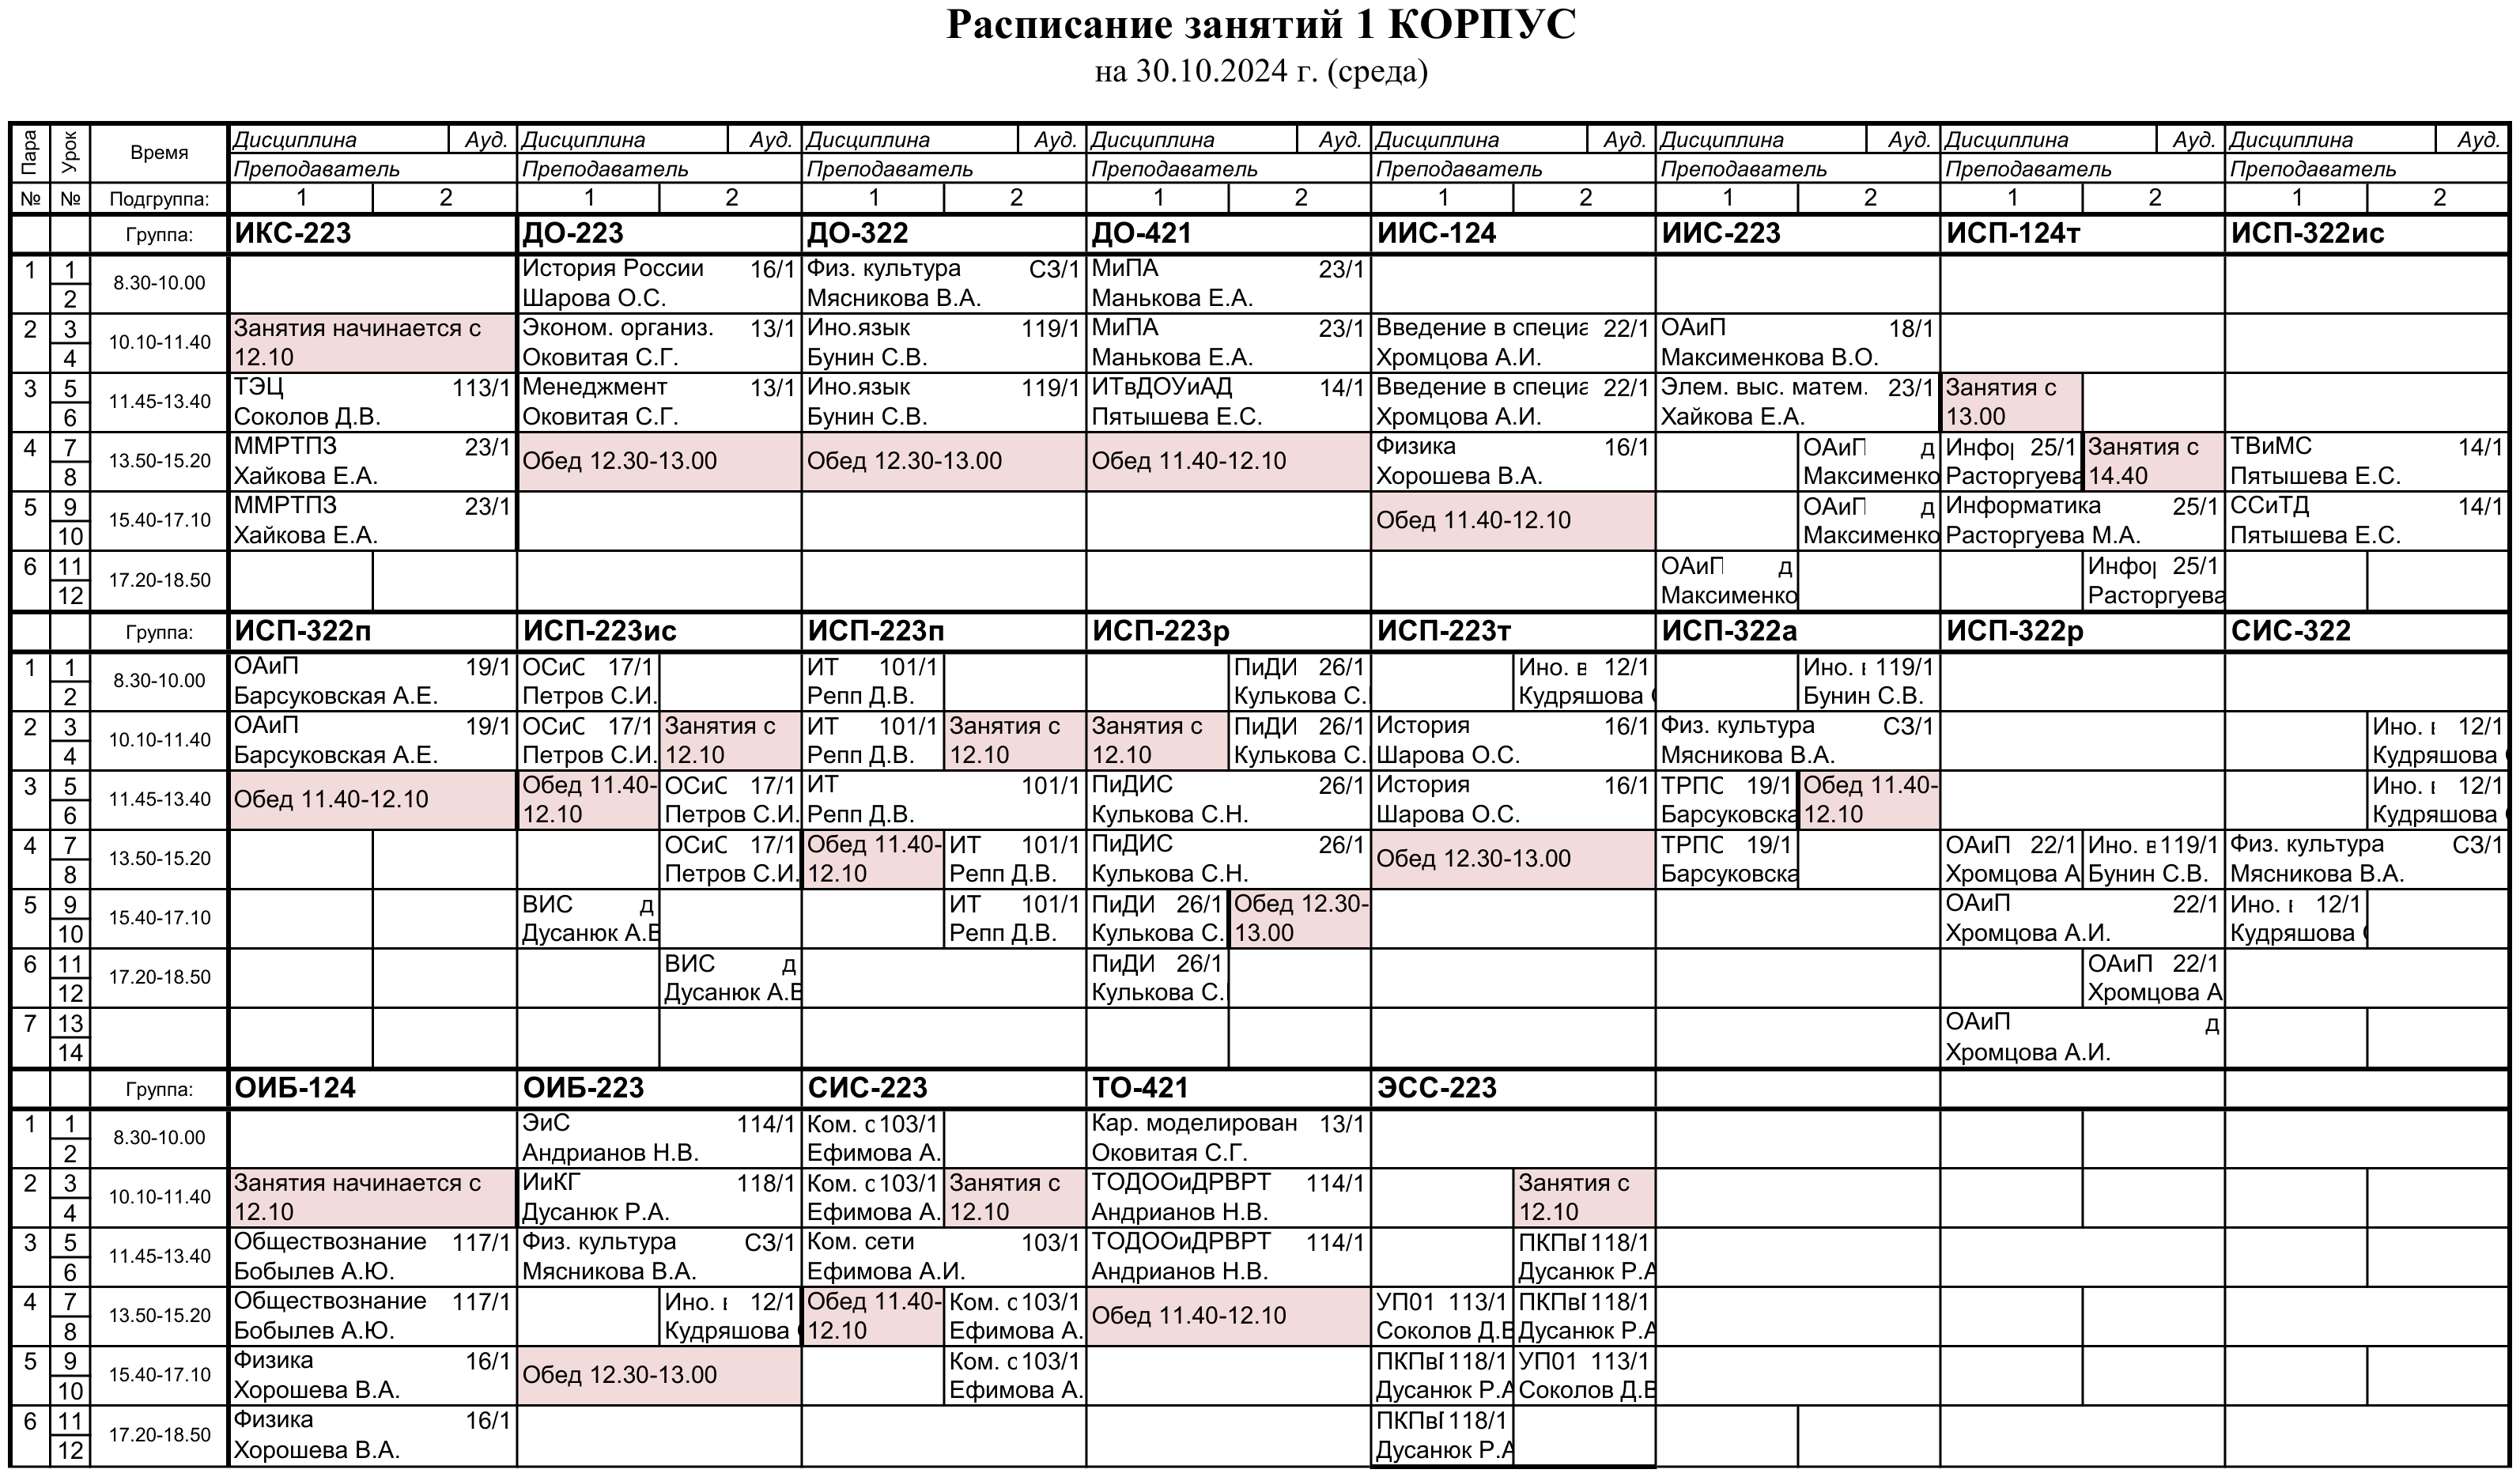 Расписание занятий 1 КОРПУС
на 30.10.2024 г. (среда)
Пара Урок Время Дисциплина Ауд. Дисциплина Ауд. Дисциплина Ауд. Дисциплина Ауд. Дисциплина Ауд. Дисциплина Ауд. Дисциплина Ауд. Дисциплина Ауд.
Преподаватель Преподаватель Преподаватель Преподаватель Преподаватель Преподаватель Преподаватель Преподаватель
№ № Подгруппа: 1 2 1 2 1 2 1 2 1 2 1 2 1 2 1 2
Группа: ИКС-223 ДО-223 ДО-322 ДО-421 ИИС-124 ИИС-223 ИСП-124т ИСП-322ис
1 1 8.30-10.00 История России 16/1 Физ. культура СЗ/1 МиПА 23/1
2 Шарова О.С. Мясникова В.А. Манькова Е.А.
2 3 10.10-11.40 Занятия начинается с Эконом. организ. 13/1 Ино.язык 119/1 МиПА 23/1 Введение в специа 22/1 ОАиП 18/1
4 12.10 Оковитая С.Г. Бунин С.В. Манькова Е.А. Хромцова А.И. Максименкова В.О.
3 5 11.45-13.40 ТЭЦ 113/1 Менеджмент 13/1 Ино.язык 119/1 ИТвДОУиАД 14/1 Введение в специа 22/1 Элем. выс. матем. 23/1 Занятия с
6 Соколов Д.В. Оковитая С.Г. Бунин С.В. Пятышева Е.С. Хромцова А.И. Хайкова Е.А. 13.00
4 7 13.50-15.20 ММРТПЗ 23/1 Обед 12.30-13.00 Обед 12.30-13.00 Обед 11.40-12.10 Физика 16/1 ОАиП д Инфор 25/1 Занятия с ТВиМС 14/1
8 Хайкова Е.А. Хорошева В.А. Максименко Расторгуева 14.40 Пятышева Е.С.
5 9 15.40-17.10 ММРТПЗ 23/1 Обед 11.40-12.10 ОАиП д Информатика 25/1 ССиТД 14/1
10 Хайкова Е.А. Максименко Расторгуева М.А. Пятышева Е.С.
6 11 17.20-18.50 ОАиП д Инфор 25/1
12 Максименко Расторгуева
Группа: ИСП-322п ИСП-223ис ИСП-223п ИСП-223р ИСП-223т ИСП-322а ИСП-322р СИС-322
1 1 8.30-10.00 ОАиП 19/1 ОСиС 17/1 ИТ 101/1 ПиДИ 26/1 Ино. в 12/1 Ино. 119/1
2 Барсуковская А.Е. Петров С.И. Репп Д.В. Кулькова С. Кудряшова Бунин С.В.
2 3 10.10-11.40 ОАиП 19/1 ОСиС 17/1 Занятия с ИТ 101/1 Занятия с Занятия с ПиДИ 26/1 История 16/1 Физ. культура СЗ/1 Ино. 12/1
4 Барсуковская А.Е. Петров С.И. 12.10 Репп Д.В. 12.10 12.10 Кулькова С. Шарова О.С. Мясникова В.А. Кудряшова
3 5 11.45-13.40 Обед 11.40-12.10 Обед 11.40- ОСиС 17/1 ИТ 101/1 ПиДИС 26/1 История 16/1 ТРПС 19/1 Обед 11.40- Ино. 12/1
6 12.10 Петров С.И. Репп Д.В. Кулькова С.Н. Шарова О.С. Барсуковска 12.10 Кудряшова
4 7 13.50-15.20 ОСиС 17/1 Обед 11.40- ИТ 101/1 ПиДИС 26/1 Обед 12.30-13.00 ТРПС 19/1 ОАиП 22/1 Ино. в 119/1 Физ. культура СЗ/1
8 Петров С.И. 12.10 Репп Д.В. Кулькова С.Н. Барсуковска Хромцова А Бунин С.В. Мясникова В.А.
5 9 15.40-17.10 ВИС д ИТ 101/1 ПиДИ 26/1 Обед 12.30- ОАиП 22/1 Ино. 12/1
10 Дусанюк А.В Репп Д.В. Кулькова С. 13.00 Хромцова А.И. Кудряшова
6 11 17.20-18.50 ВИС д ПиДИ 26/1 ОАиП 22/1
12 Дусанюк А.В Кулькова С. Хромцова А
7 13 ОАиП д
14 Хромцова А.И.
Группа: ОИБ-124 ОИБ-223 СИС-223 ТО-421 ЭСС-223
1 1 8.30-10.00 ЭиС 114/1 Ком. с 103/1 Кар. моделирован 13/1
2 Андрианов Н.В. Ефимова А. Оковитая С.Г.
2 3 10.10-11.40 Занятия начинается с ИиКГ 118/1 Ком. с 103/1 Занятия с ТОДООиДРВРТ 114/1 Занятия с
4 12.10 Дусанюк Р.А. Ефимова А. 12.10 Андрианов Н.В. 12.10
3 5 11.45-13.40 Обществознание 117/1 Физ. культура СЗ/1 Ком. сети 103/1 ТОДООиДРВРТ 114/1 ПКПв 118/1
6 Бобылев А.Ю. Мясникова В.А. Ефимова А.И. Андрианов Н.В. Дусанюк Р.А
4 7 13.50-15.20 Обществознание 117/1 Ино. 12/1 Обед 11.40- Ком. с 103/1 Обед 11.40-12.10 УП01 113/1 ПКПв 118/1
8 Бобылев А.Ю. Кудряшова 12.10 Ефимова А. Соколов Д.В Дусанюк Р.А
5 9 15.40-17.10 Физика 16/1 Обед 12.30-13.00 Ком. с 103/1 ПКПв 118/1 УП01 113/1
10 Хорошева В.А. Ефимова А. Дусанюк Р.А Соколов Д.В
6 11 17.20-18.50 Физика 16/1 ПКПв 118/1
12 Хорошева В.А. Дусанюк Р.А